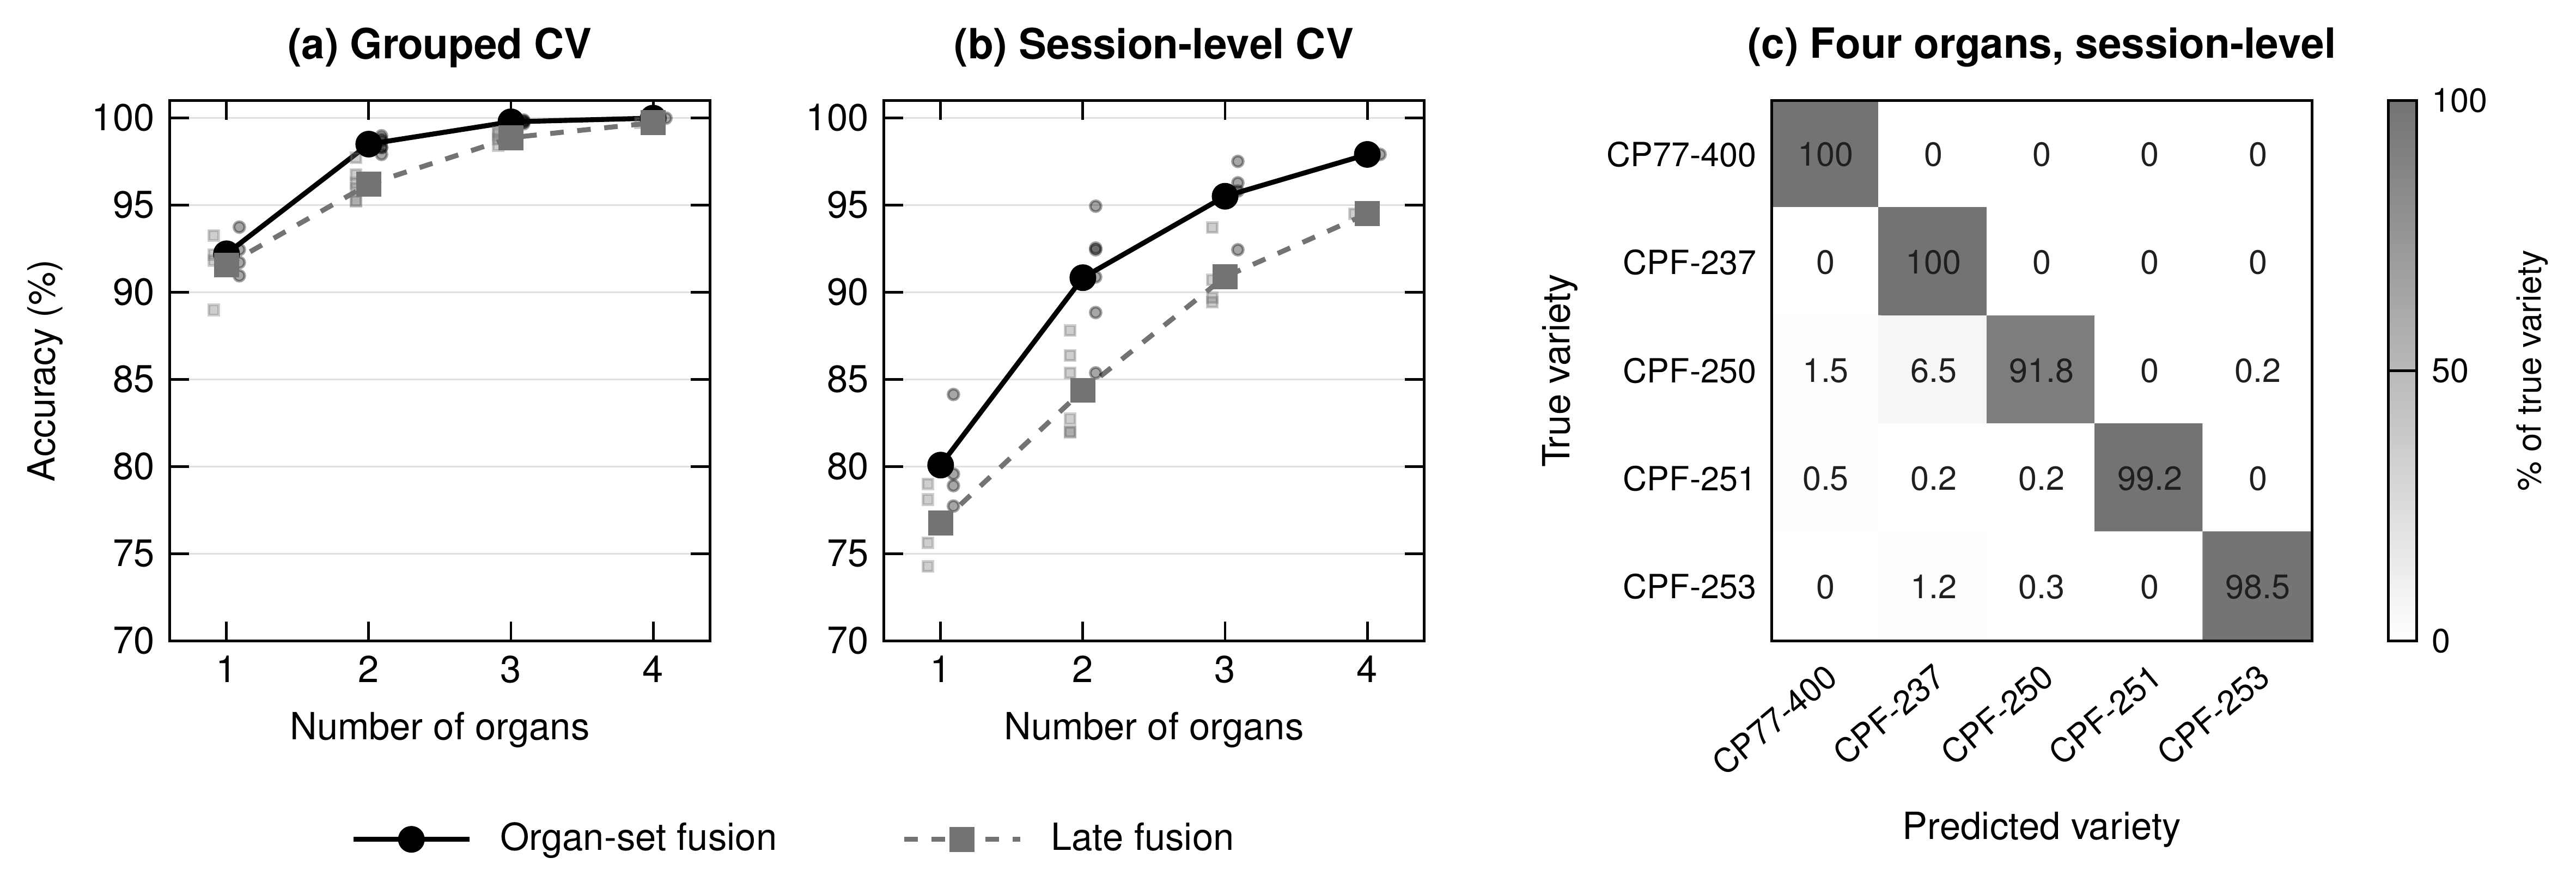 (a) Grouped CV
(b) Session-level CV
(c) Four organs, session-level
Accuracy (%)
100
95
90
85
80
75
70
1 2 3 4
Number of organs
100
95
90
85
80
75
70
1 2 3 4
Number of organs
True variety
CP77-400 100 0 0 0 0
CPF-237 0 100 0 0 0
CPF-250 1.5 6.5 91.8 0 0.2
CPF-251 0.5 0.2 0.2 99.2 0
CPF-253 0 1.2 0.3 0 98.5
CP77-400 CPF-237 CPF-250 CPF-251 CPF-253
Predicted variety
100
50
0
% of true variety
Organ-set fusion
Late fusion